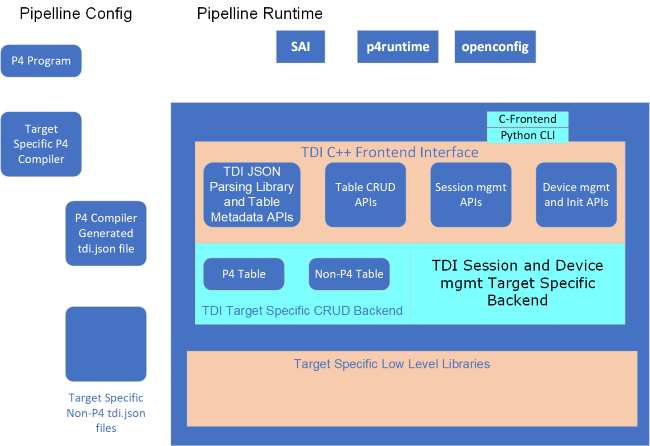 Pipelline Config
Pipelline Runtime
P4 Program
SAI
p4runtime
openconfig
Target
Specific P4
Compiler
C-Frontend
Python CLI
TDI C++ Frontend Interface
TDI JSON
Parsing Library
and Table
Metadata APIs
Table CRUD
APIs
Session mgmt
APIs
Device mgmt
and Init APIs
P4 Compiler
Generated
tdi.json file
P4 Table
Non-P4 Table
TDI Target Specific CRUD Backend
TDI Session and Device
mgmt Target Specific
Backend
Target Specific
Non-P4 tdi.json
files
Target Specific Low Level Libraries